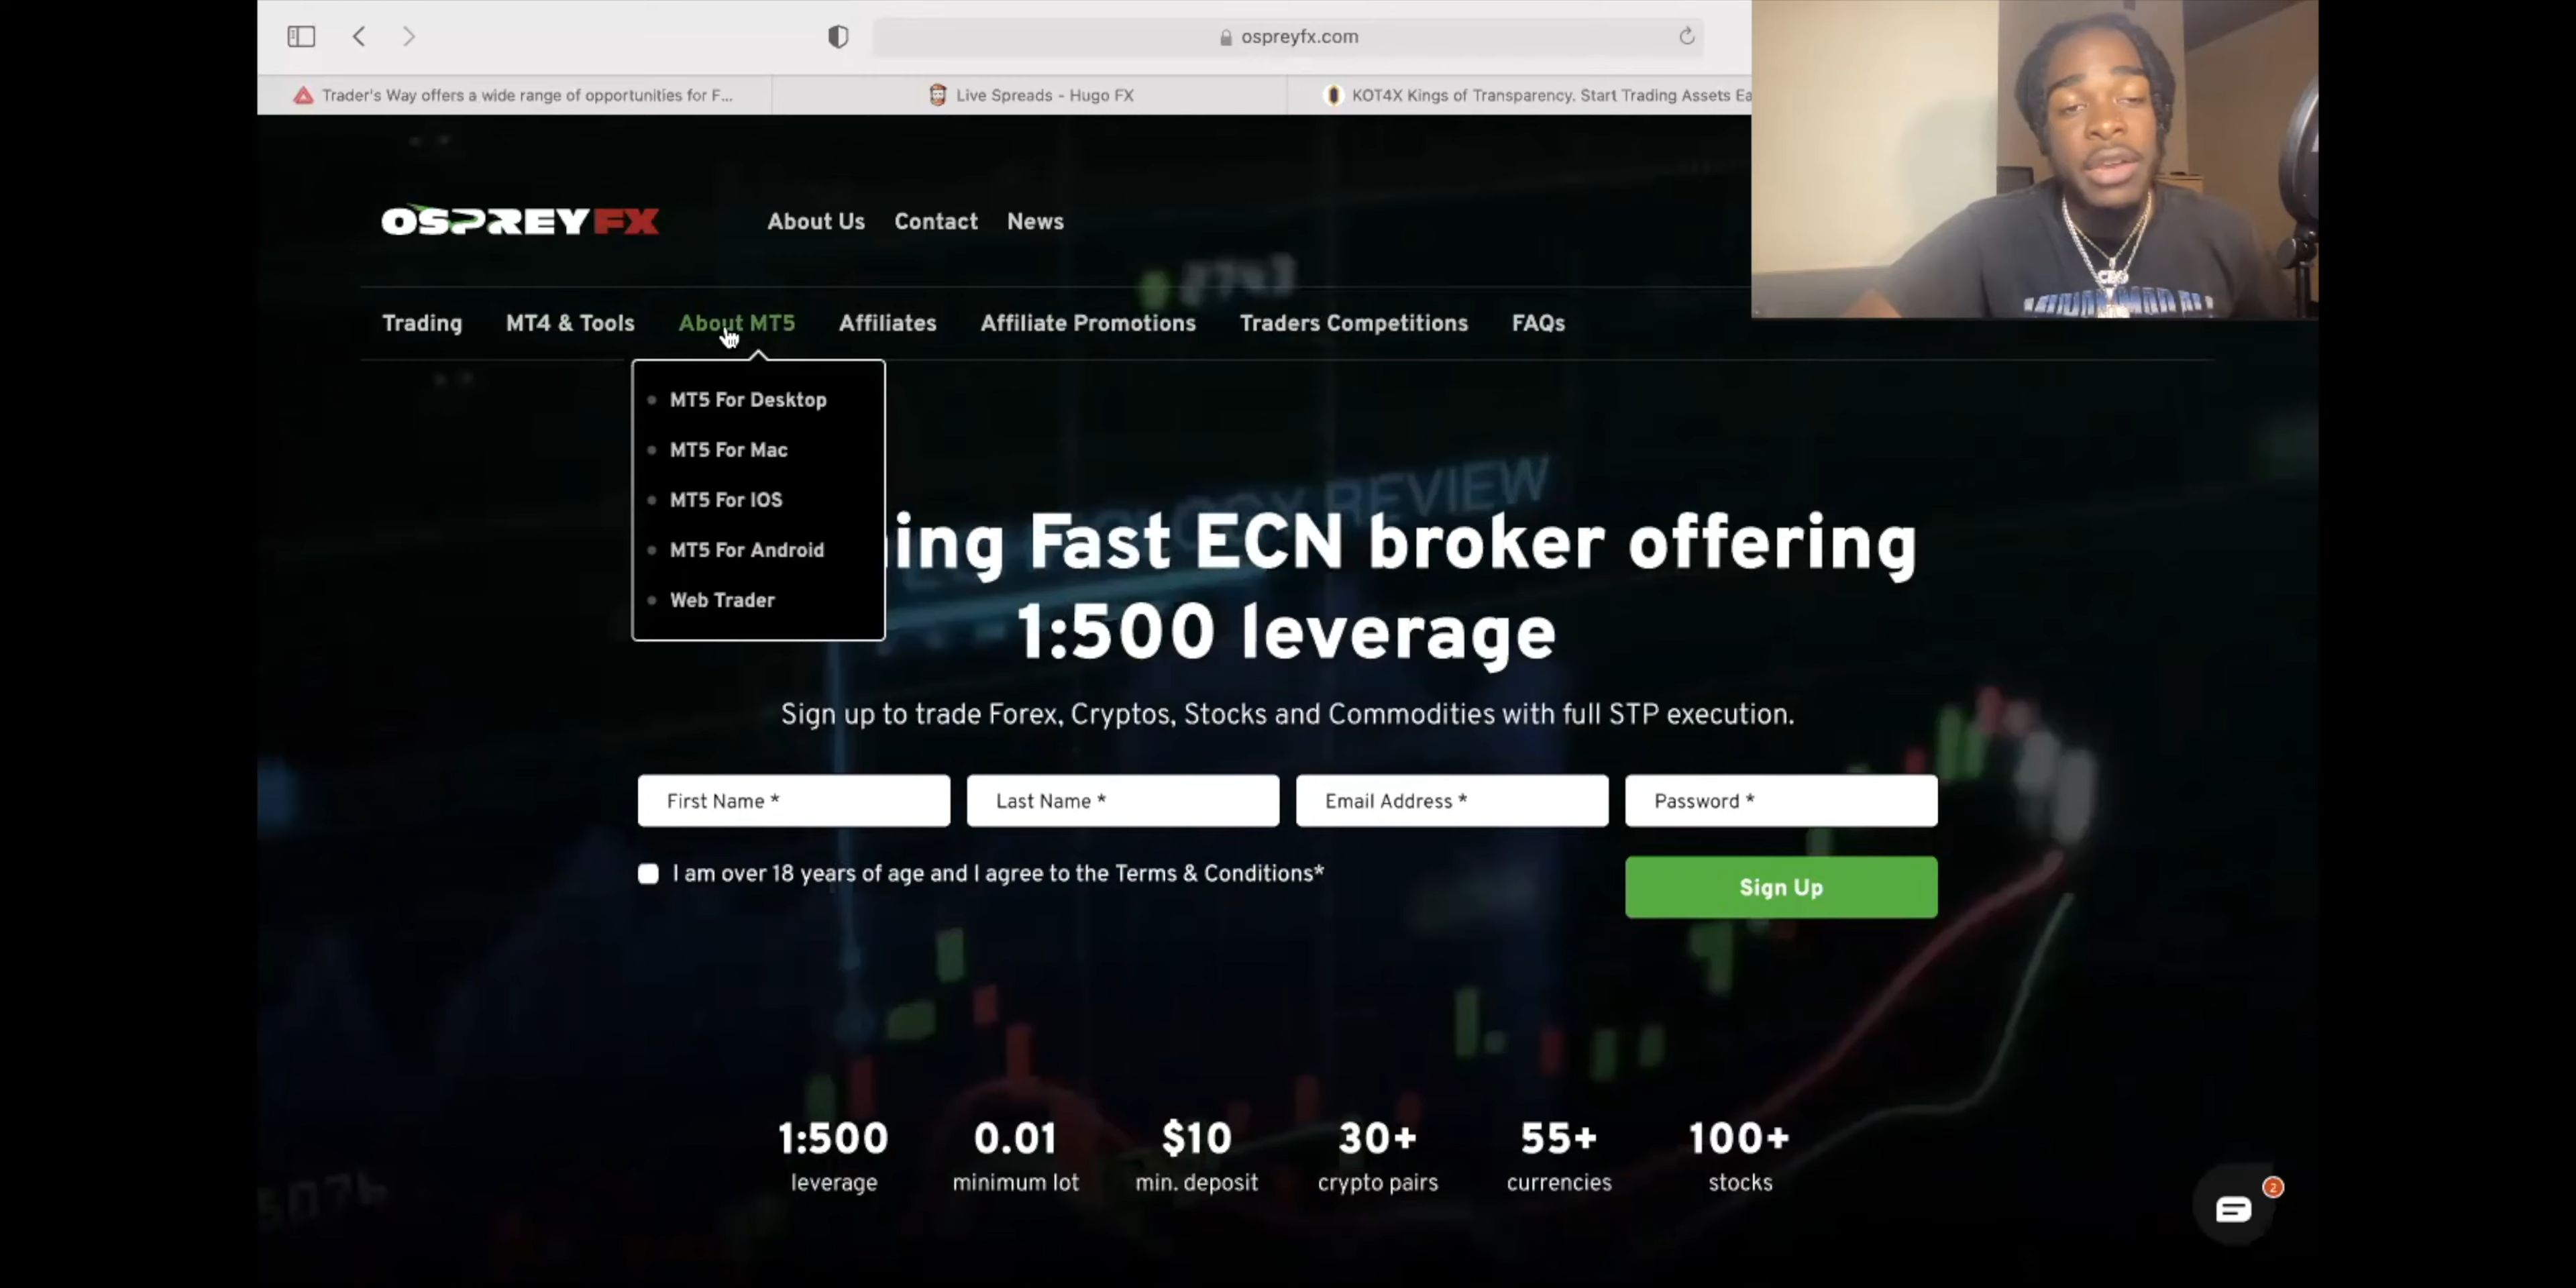 ospreyfx.com
Trader's Way offers a wide range of opportunities for F...
Live Spreads - Hugo FX
KOT4X Kings of Transparency. Start Trading Assets Ea
OSPREYFX
About Us
Contact
News
Trading
MT4 & Tools
About MT5
Affiliates
Affiliate Promotions
Traders Competitions
FAQs
MT5 For Desktop
MT5 For Mac
MT5 For IOS
MT5 For Android
Web Trader
REVIEW
ing Fast ECN broker offering
1:500 leverage
Sign up to trade Forex, Cryptos, Stocks and Commodities with full STP execution.
First Name *
Last Name *
Email Address *
Password *
I am over 18 years of age and I agree to the Terms & Conditions*
Sign Up
1:500
leverage
0.01
minimum lot
$10
min. deposit
30+
crypto pairs
55+
currencies
100+
stocks
2